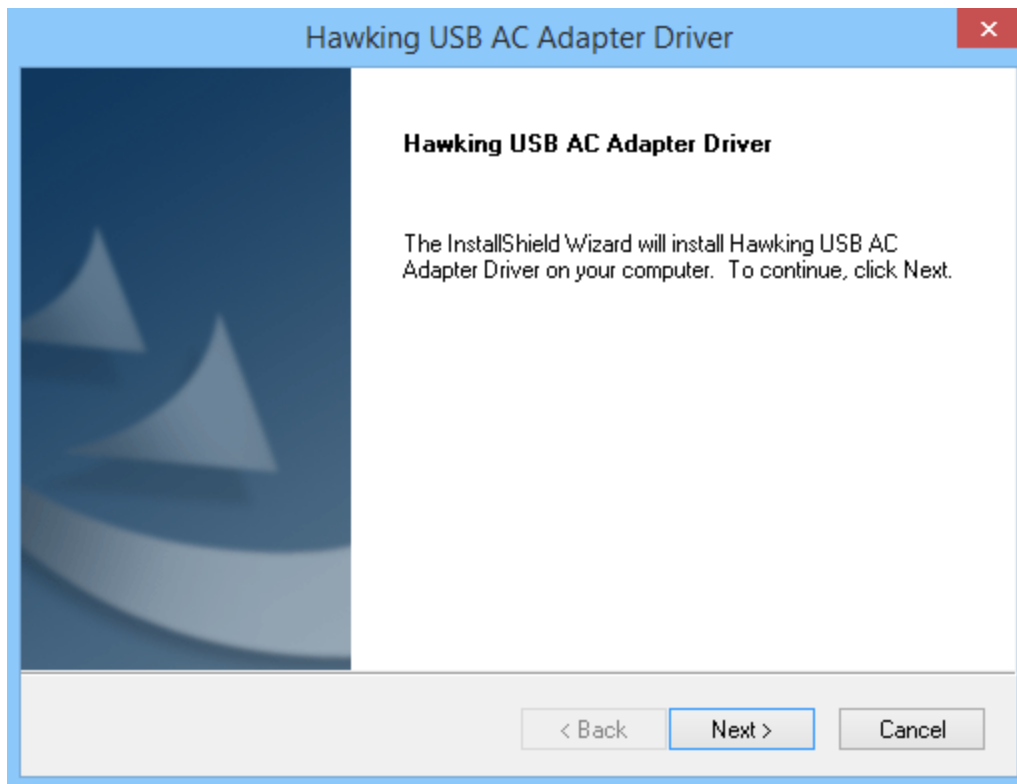 Hawking USB AC Adapter Driver
Hawking USB AC Adapter Driver
The InstallShield Wizard will install Hawking USB AC
Adapter Driver on your computer.  To continue, click Next.
< Back Next > Cancel